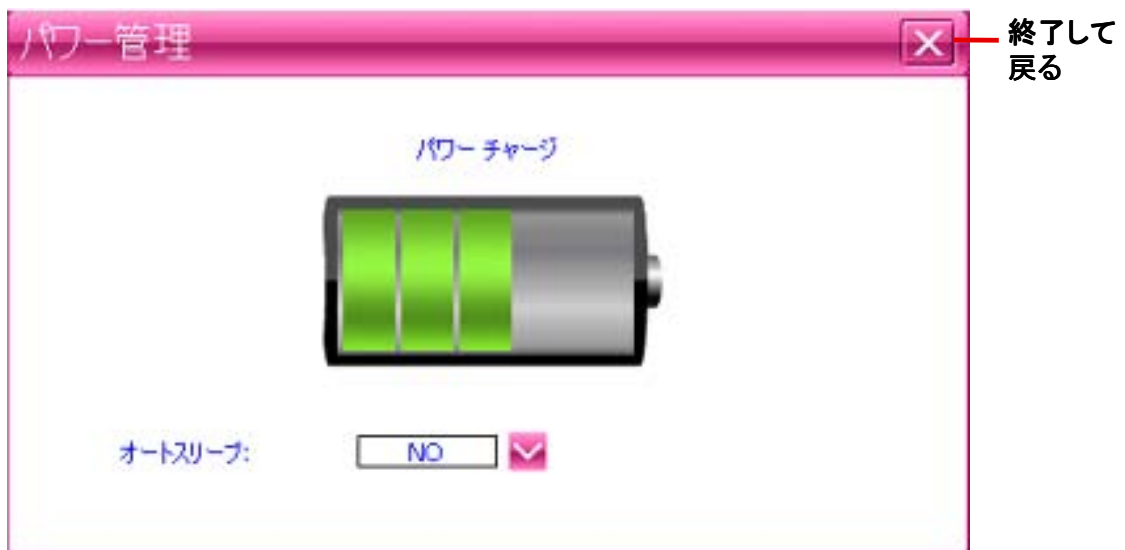 パワー管理
終了して
戻る
パワー チャージ
オートスリープ:
NO